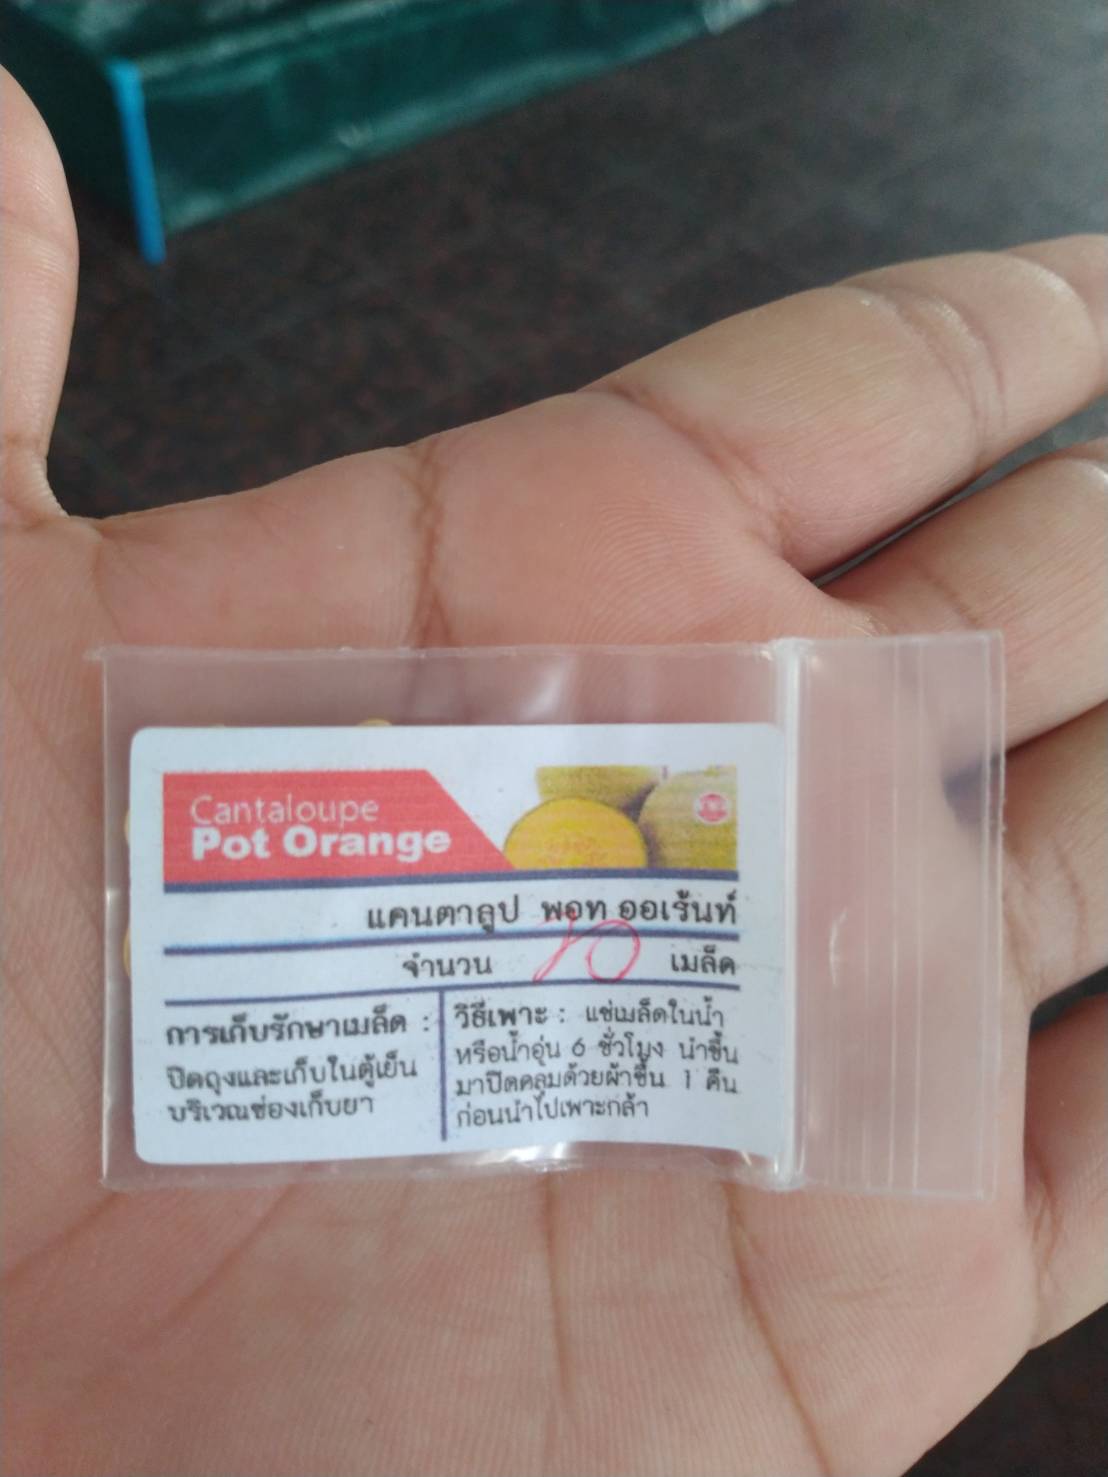 Cantaloupe
Pot Orange
แคนตาลูป พอท ออเร้นท์
จำนวน 20 เมล็ด
การเก็บรักษาเมล็ด :
ปิดถุงและเก็บในตู้เย็น
บริเวณช่องเก็บยา
วิธีเพาะ : แช่เมล็ดในน้ำ
หรือน้ำอุ่น 6 ชั่วโมง นำขึ้น
มาปิดคลุมด้วยผ้าชื้น 1 คืน
ก่อนนำไปเพาะกล้า